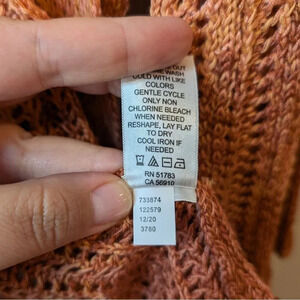 COLD WITH LIKE
COLORS
GENTLE CYCLE
ONLY NON
CHLORINE BLEACH
WHEN NEEDED
RESHAPE, LAY FLAT
TO DRY
COOL IRON IF
NEEDED
RN 51783
CA 56910
733874
122579
12/20
3780